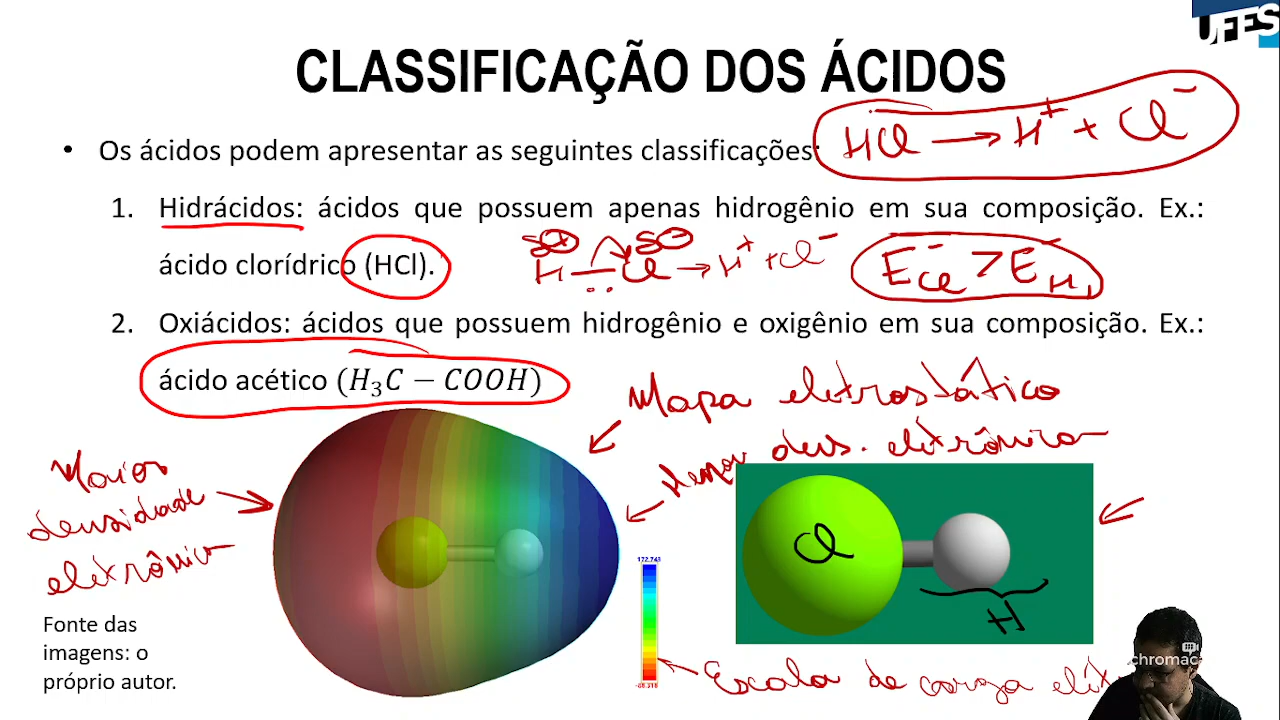 UFES
CLASSIFICAÇÃO DOS ÁCIDOS
• Os ácidos podem apresentar as seguintes classificações:
HCl → H⁺ + Cl⁻
1. Hidrácidos: ácidos que possuem apenas hidrogênio em sua composição. Ex.:
ácido clorídrico (HCl).
δ⊕ δ⊖
H — Cl → H⁺ + Cl⁻
E⁻Cl > E⁻H
2. Oxiácidos: ácidos que possuem hidrogênio e oxigênio em sua composição. Ex.:
ácido acético (H₃C − COOH)
Mapa eletrostático
Menor dens. eletrônica
Maior
densidade
eletrônica
172.743
Cl
H
Fonte das
imagens: o
próprio autor.
Escala de carga
chromac